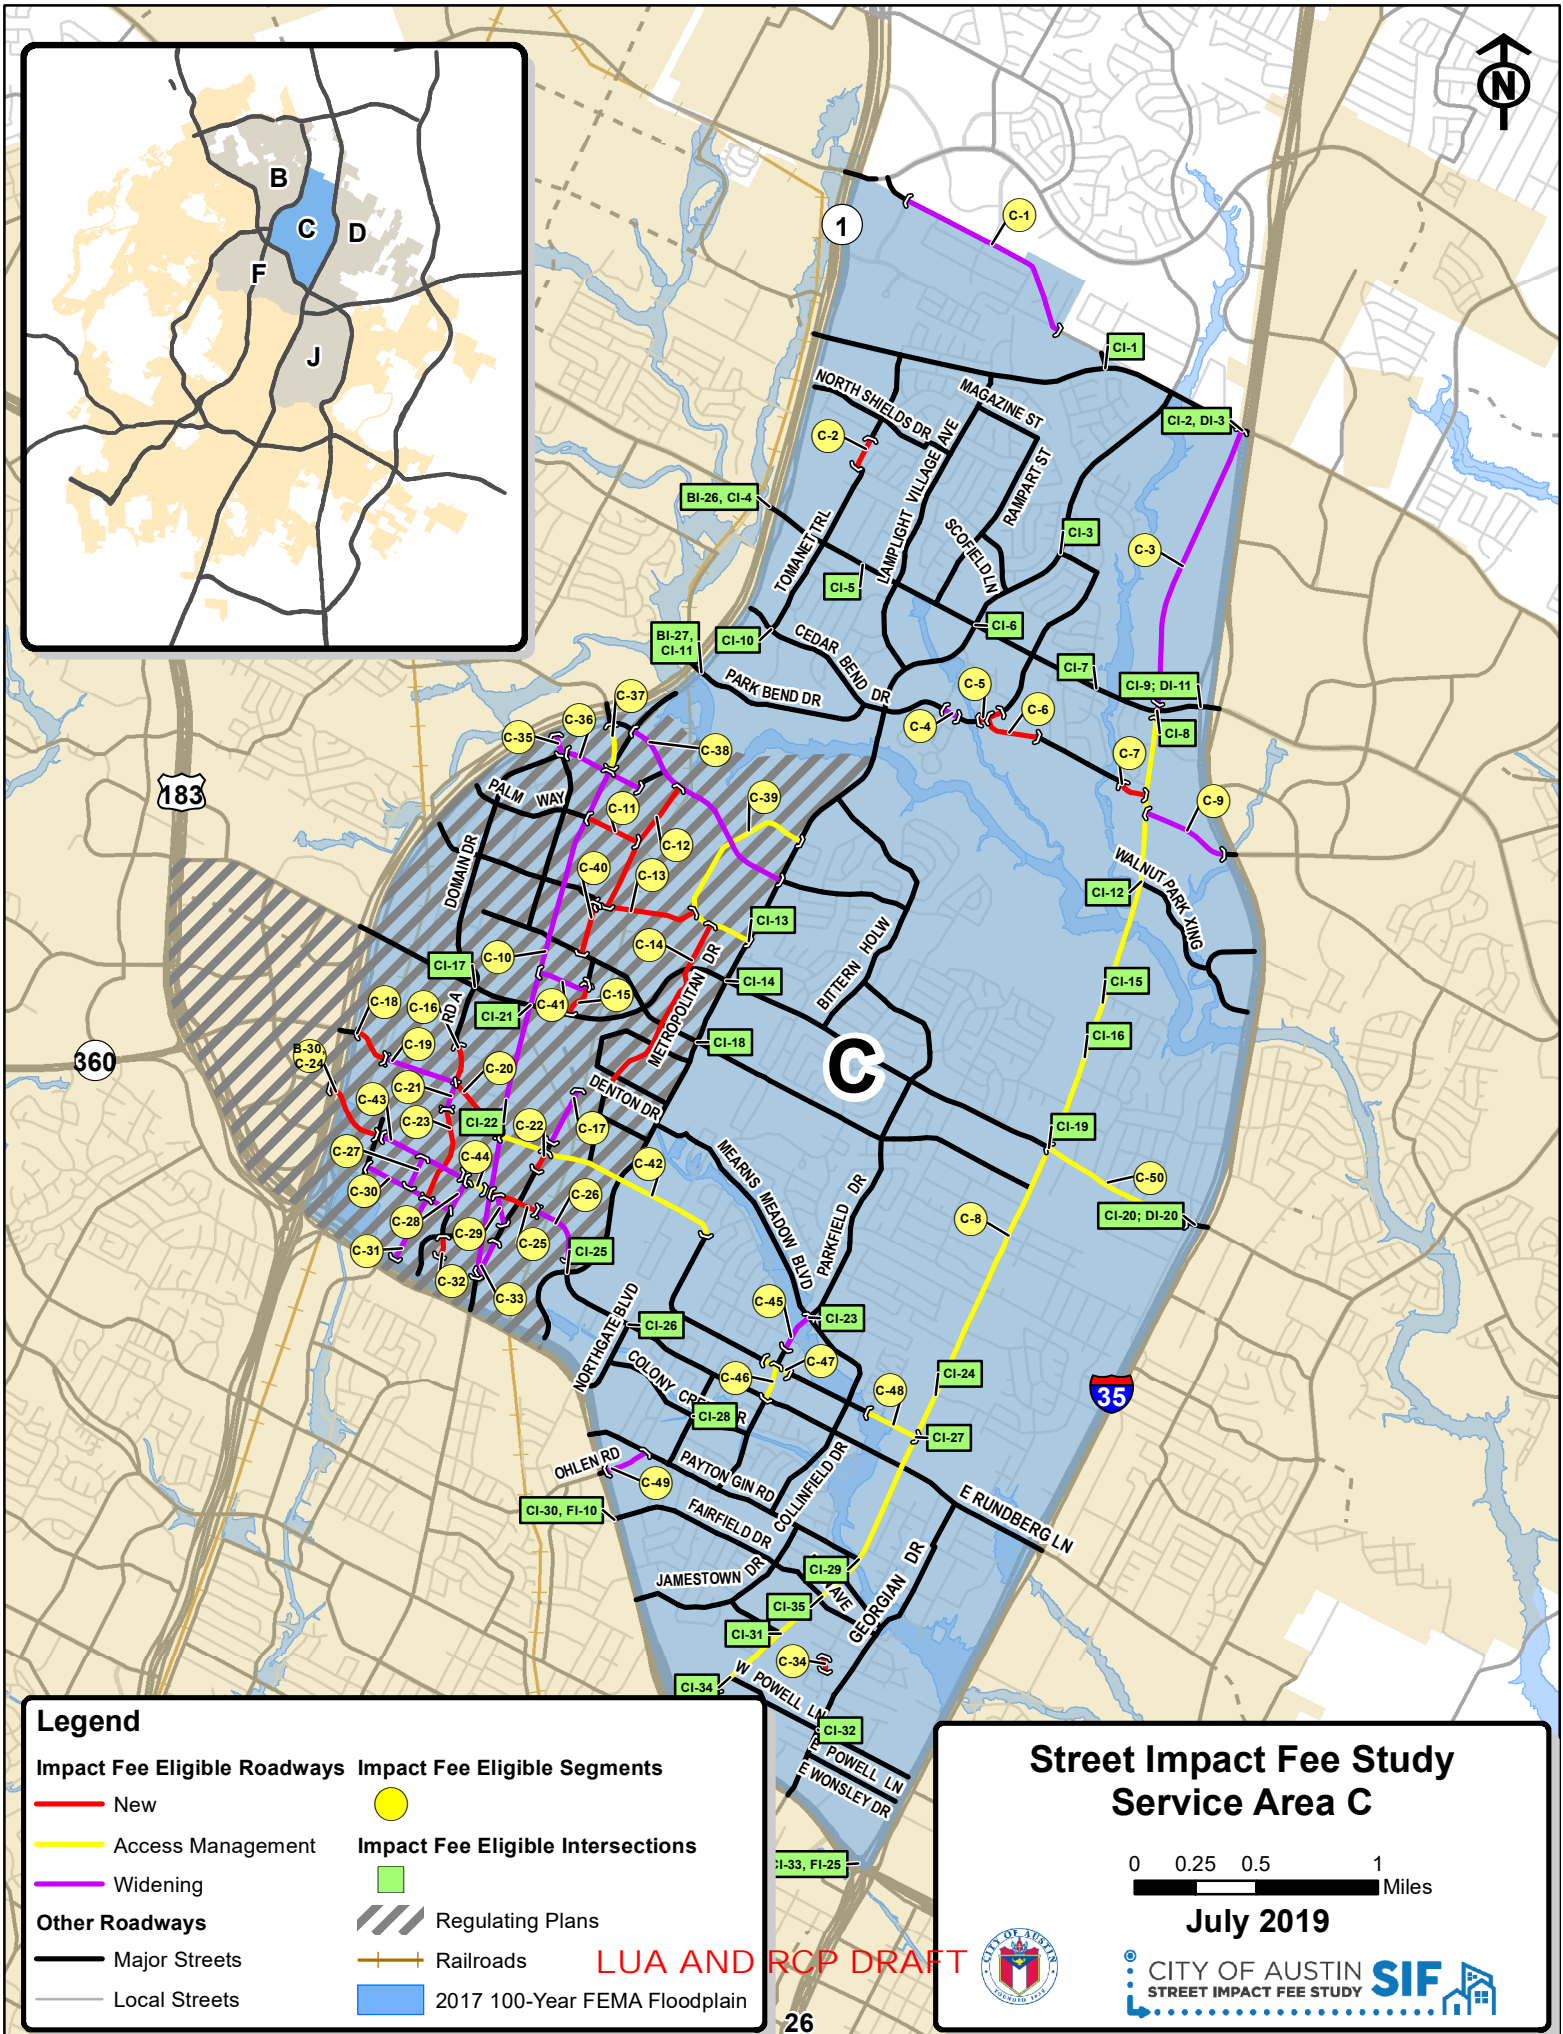 N
B
C
D
F
J
1
C-1
CI-1
NORTH SHIELDS DR
MAGAZINE ST
CI-2, DI-3
C-2
LAMPLIGHT VILLAGE AVE
RAMPART ST
BI-26, CI-4
TOMANET TRL
SCOFIELD LN
CI-3
C-3
CI-5
CI-6
BI-27,
CI-11
CI-10
CEDAR BEND DR
CI-7
PARK BEND DR
C-5
C-6
CI-9; DI-11
C-4
CI-8
C-37
C-36
C-35
C-38
C-7
183
PALM WAY
C-11
C-39
C-9
C-12
DOMAIN DR
C-40
C-13
WALNUT PARK XING
CI-12
CI-13
C-14
BITTERN HOLW
C-10
CI-17
METROPOLITAN DR
CI-14
CI-15
C-18
C-16
RD A
C-41
C-15
CI-21
CI-16
C-19
CI-18
360
B-30,
C-24
C-20
C
C-21
C-43
DENTON DR
C-23
CI-22
C-22
C-17
CI-19
C-27
C-44
C-42
MEARNS MEADOW BLVD
C-50
C-30
C-26
PARKFIELD DR
C-28
C-29
C-8
CI-20; DI-20
C-31
C-25
CI-25
C-32
C-33
C-45
NORTHGATE BLVD
CI-26
CI-23
C-47
C-46
COLONY CREEK DR
CI-24
C-48
35
CI-28
CI-27
OHLEN RD
C-49
PAYTON GIN RD
COLLINFIELD DR
CI-30, FI-10
FAIRFIELD DR
E RUNDBERG LN
JAMESTOWN DR
CI-29
AVE
CI-35
GEORGIAN DR
CI-31
C-34
CI-34
W POWELL LN
CI-32
E POWELL LN
E WONSLEY DR
CI-33, FI-25
Legend
Impact Fee Eligible Roadways
New
Access Management
Widening
Other Roadways
Major Streets
Local Streets
Impact Fee Eligible Segments
Impact Fee Eligible Intersections
Regulating Plans
Railroads
2017 100-Year FEMA Floodplain
LUA AND RCP DRAFT
26
Street Impact Fee Study
Service Area C
0 0.25 0.5 1
Miles
July 2019
CITY OF AUSTIN
FOUNDED 1839
CITY OF AUSTIN
STREET IMPACT FEE STUDY
SIF